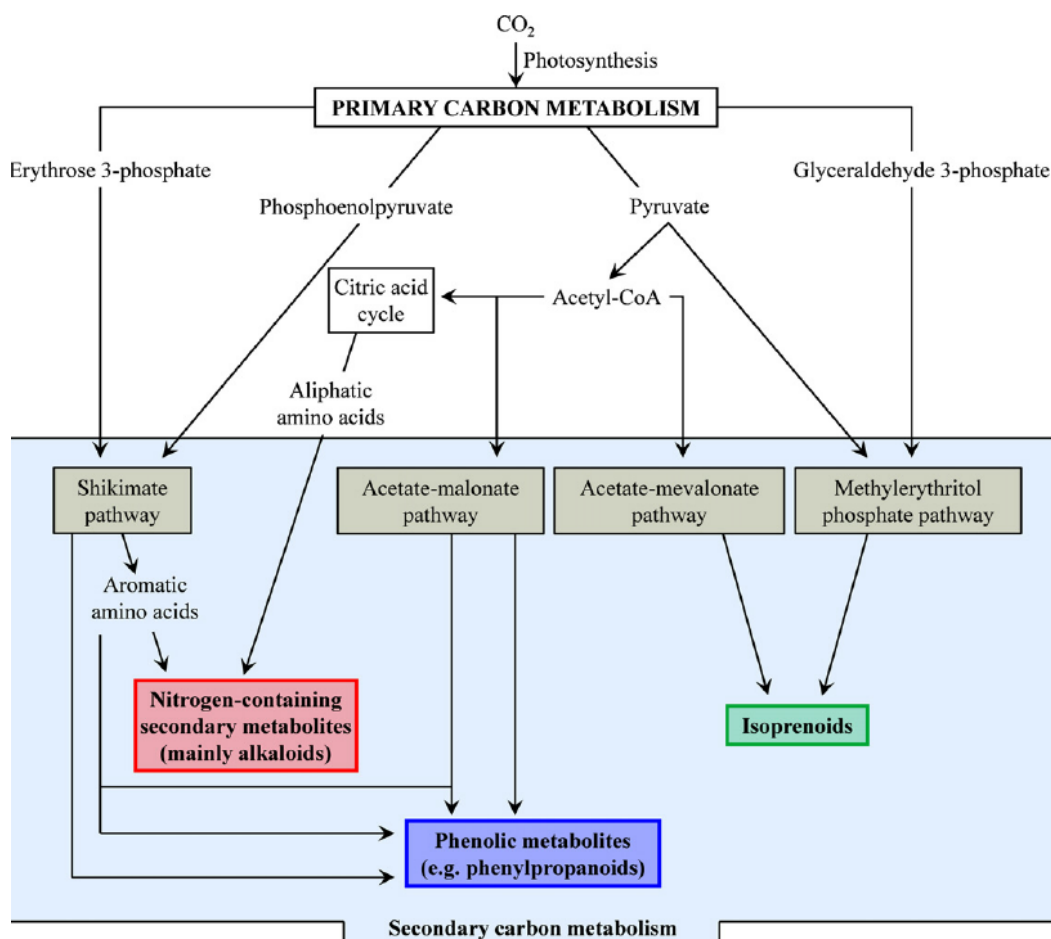 CO₂
Photosynthesis
PRIMARY CARBON METABOLISM
Erythrose 3-phosphate
Glyceraldehyde 3-phosphate
Phosphoenolpyruvate
Pyruvate
Citric acid
cycle
Acetyl-CoA
Aliphatic
amino acids
Shikimate
pathway
Acetate-malonate
pathway
Acetate-mevalonate
pathway
Methylerythritol
phosphate pathway
Aromatic
amino acids
Nitrogen-containing
secondary metabolites
(mainly alkaloids)
Isoprenoids
Phenolic metabolites
(e.g. phenylpropanoids)
Secondary carbon metabolism